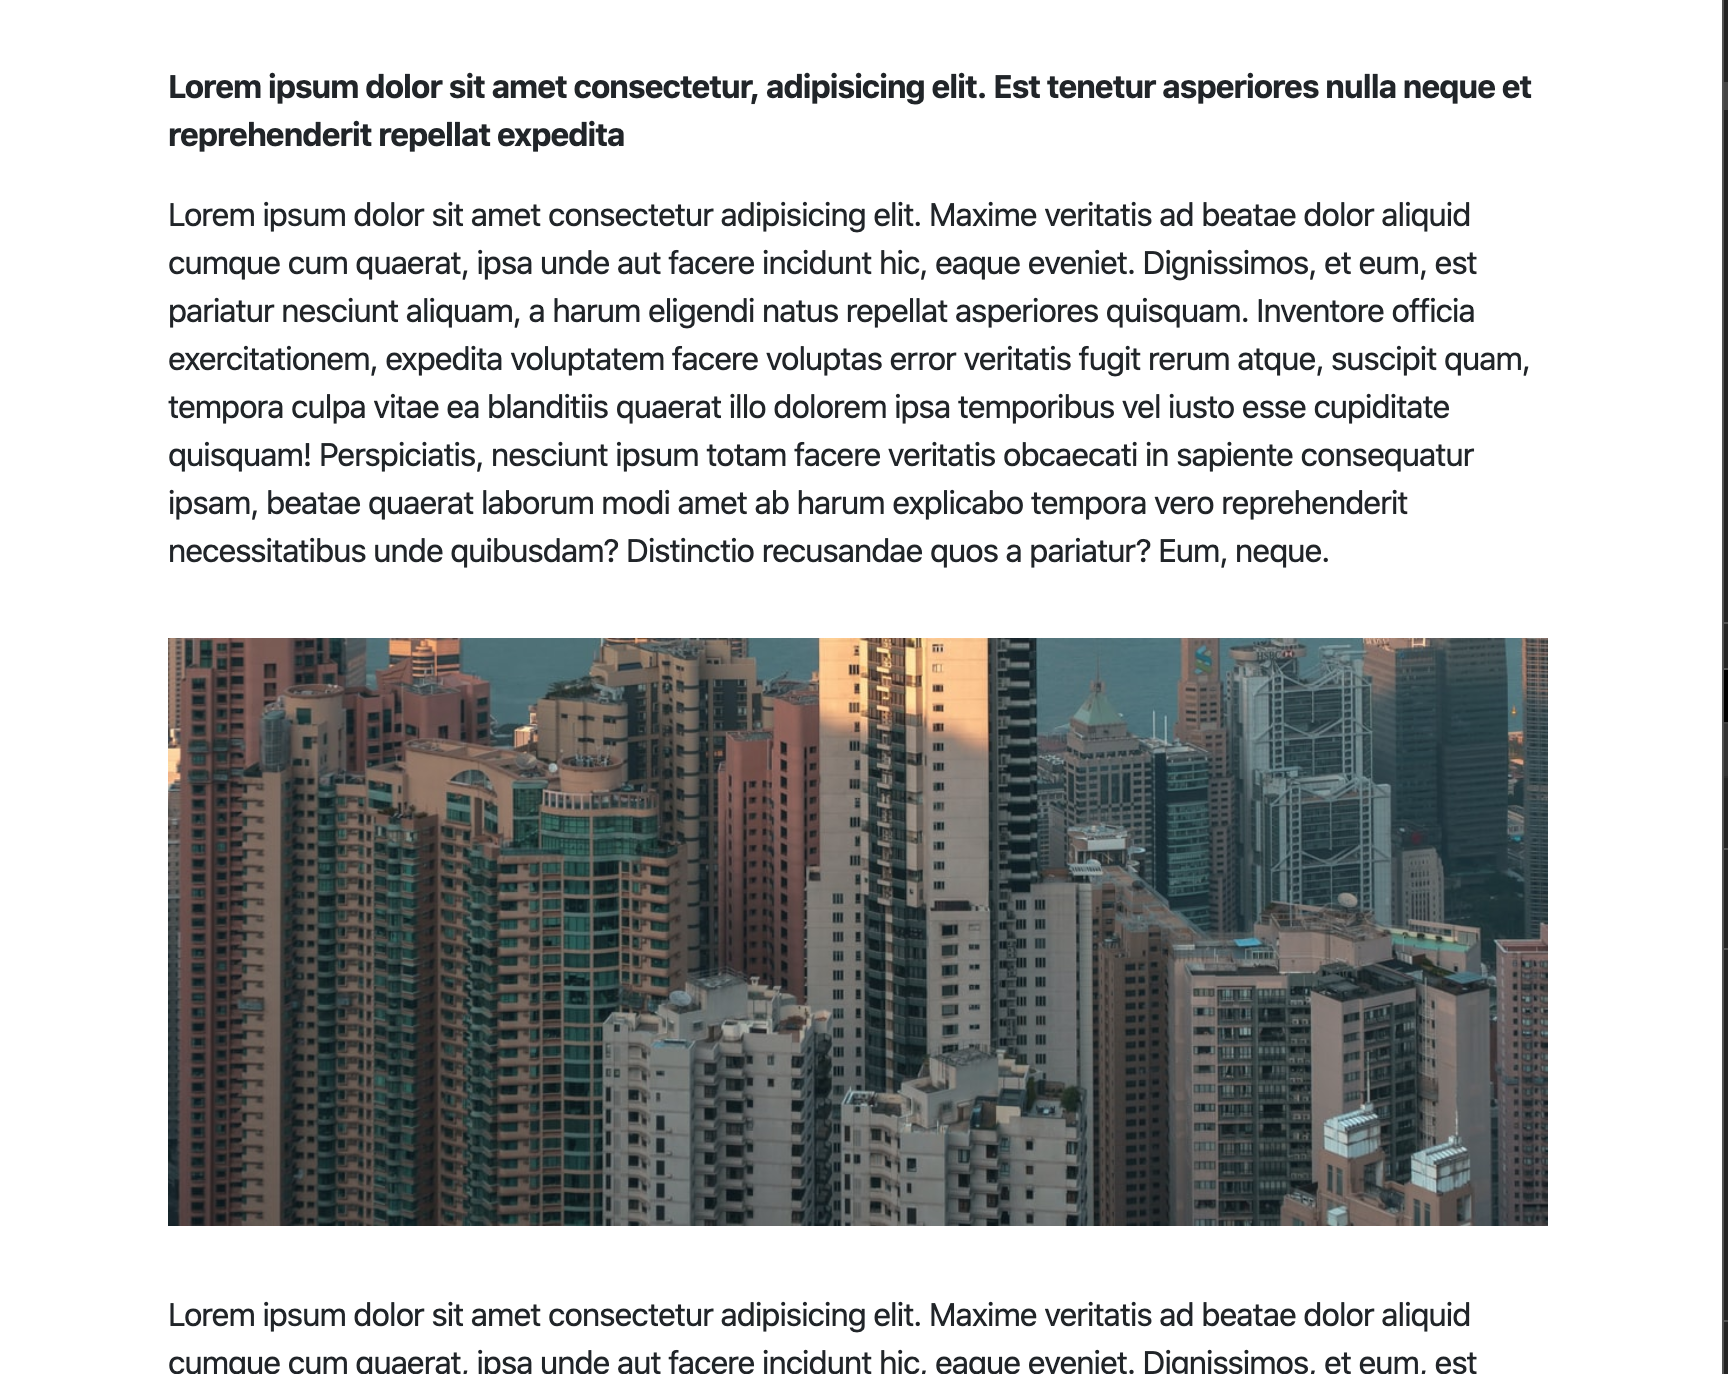 Lorem ipsum dolor sit amet consectetur, adipisicing elit. Est tenetur asperiores nulla neque et
reprehenderit repellat expedita
Lorem ipsum dolor sit amet consectetur adipisicing elit. Maxime veritatis ad beatae dolor aliquid
cumque cum quaerat, ipsa unde aut facere incidunt hic, eaque eveniet. Dignissimos, et eum, est
pariatur nesciunt aliquam, a harum eligendi natus repellat asperiores quisquam. Inventore officia
exercitationem, expedita voluptatem facere voluptas error veritatis fugit rerum atque, suscipit quam,
tempora culpa vitae ea blanditiis quaerat illo dolorem ipsa temporibus vel iusto esse cupiditate
quisquam! Perspiciatis, nesciunt ipsum totam facere veritatis obcaecati in sapiente consequatur
ipsam, beatae quaerat laborum modi amet ab harum explicabo tempora vero reprehenderit
necessitatibus unde quibusdam? Distinctio recusandae quos a pariatur? Eum, neque.
Lorem ipsum dolor sit amet consectetur adipisicing elit. Maxime veritatis ad beatae dolor aliquid
cumque cum quaerat, ipsa unde aut facere incidunt hic, eaque eveniet. Dignissimos, et eum, est